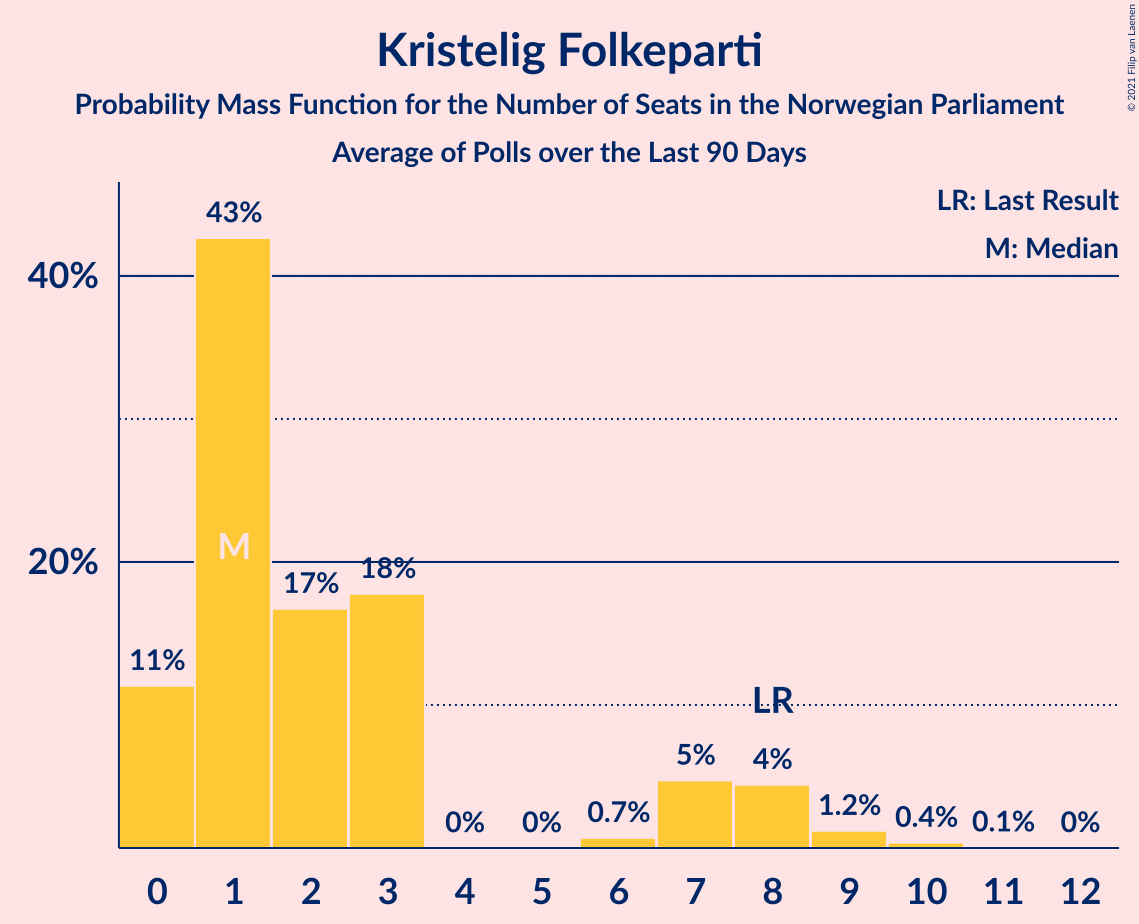 Kristelig Folkeparti
Probability Mass Function for the Number of Seats in the Norwegian Parliament
Average of Polls over the Last 90 Days
© 2021 Filip van Laenen
LR: Last Result
M: Median
43%
40%
M
20%
18%
17%
11%
LR
5%
4%
0%
0%
0.7%
1.2%
0.4%
0.1%
0%
0 1 2 3 4 5 6 7 8 9 10 11 12